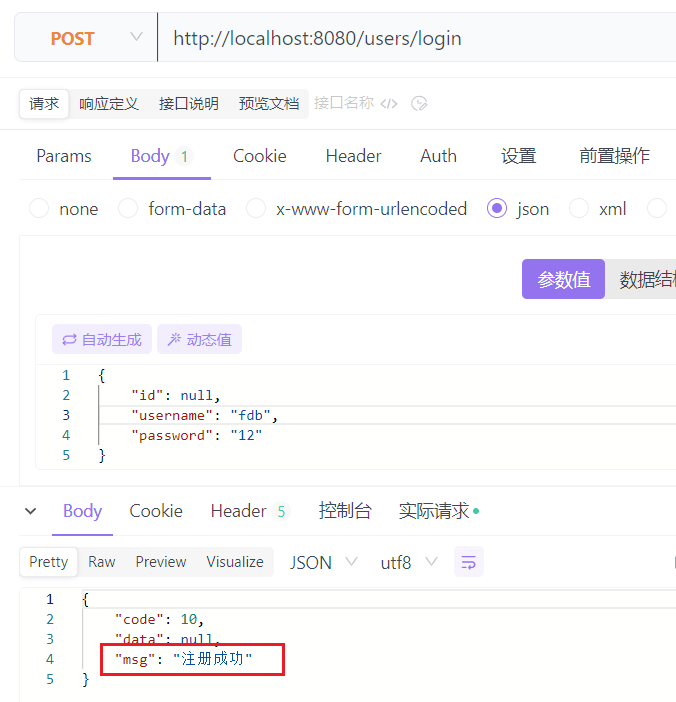 POST http://localhost:8080/users/login
请求 响应定义 接口说明 预览文档 接口名称 </>
Params Body 1 Cookie Header Auth 设置 前置操作
none form-data x-www-form-urlencoded json xml
参数值 数据结构
自动生成 动态值
1 {
2 "id": null,
3 "username": "fdb",
4 "password": "12"
5 }
Body Cookie Header 5 控制台 实际请求
Pretty Raw Preview Visualize JSON utf8
1 {
2 "code": 10,
3 "data": null,
4 "msg": "注册成功"
5 }